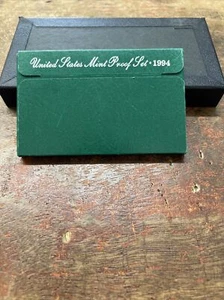 United States Mint Proof Set • 1994